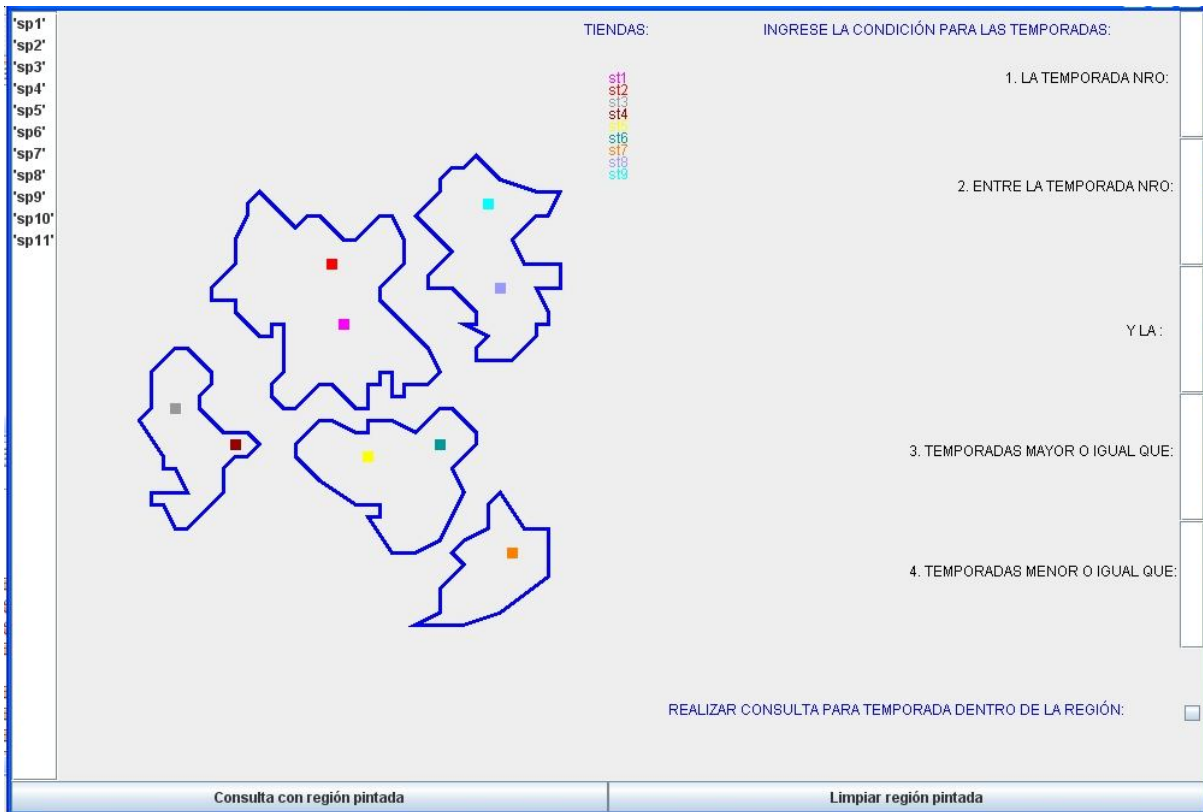 'sp1'
'sp2'
'sp3'
'sp4'
'sp5'
'sp6'
'sp7'
'sp8'
'sp9'
'sp10'
'sp11'
TIENDAS:
st1
st2
st3
st4
st5
st6
st7
st8
st9
INGRESE LA CONDICIÓN PARA LAS TEMPORADAS:
1. LA TEMPORADA NRO:
2. ENTRE LA TEMPORADA NRO:
Y LA :
3. TEMPORADAS MAYOR O IGUAL QUE:
4. TEMPORADAS MENOR O IGUAL QUE:
REALIZAR CONSULTA PARA TEMPORADA DENTRO DE LA REGIÓN:
Consulta con región pintada
Limpiar región pintada